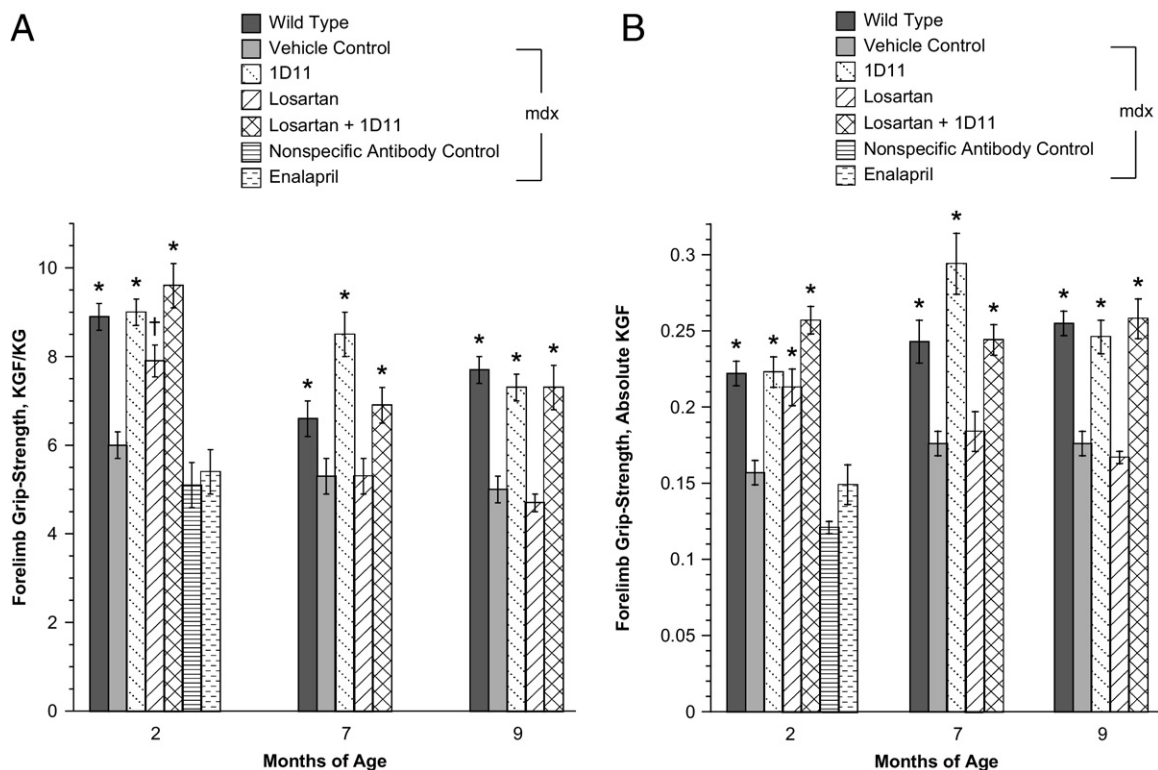 A
Wild Type
Vehicle Control
1D11
Losartan
Losartan + 1D11
Nonspecific Antibody Control
Enalapril
mdx
Forelimb Grip-Strength, KGF/KG
10
8
6
4
2
0
*
*
†
*
*
*
*
*
*
*
2
7
9
Months of Age
B
Wild Type
Vehicle Control
1D11
Losartan
Losartan + 1D11
Nonspecific Antibody Control
Enalapril
mdx
Forelimb Grip-Strength, Absolute KGF
0.3
0.25
0.2
0.15
0.1
0.05
0
*
*
*
*
*
*
*
*
*
*
2
7
9
Months of Age